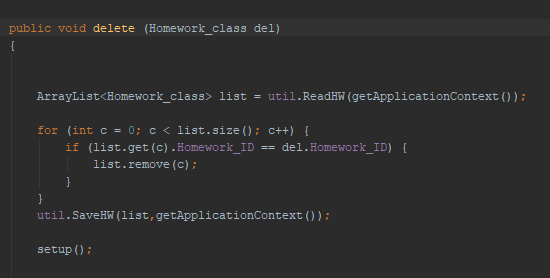 public void delete (Homework_class del)
{
ArrayList<Homework_class> list = util.ReadHW(getApplicationContext());
for (int c = 0; c < list.size(); c++) {
if (list.get(c).Homework_ID == del.Homework_ID) {
list.remove(c);
}
}
util.SaveHW(list,getApplicationContext());
setup();